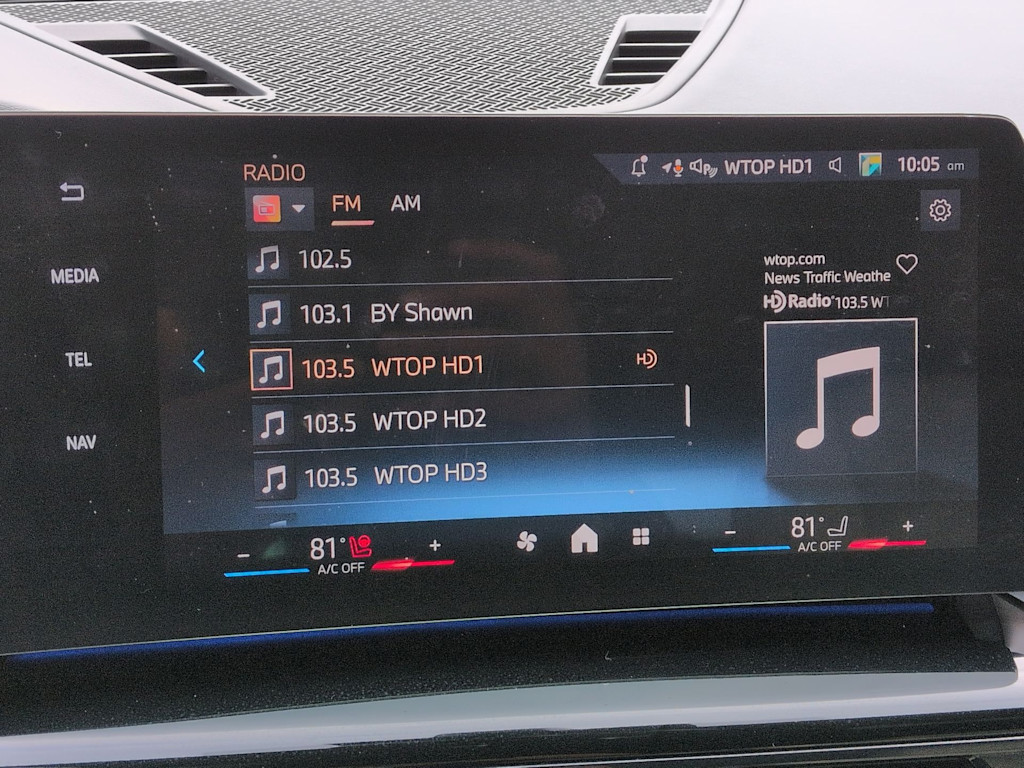 RADIO
WTOP HD1 10:05 am
FM AM
MEDIA
TEL
NAV
102.5
103.1 BY Shawn
103.5 WTOP HD1 HD
103.5 WTOP HD2
103.5 WTOP HD3
wtop.com
News Traffic Weathe
HD Radio 103.5 WT
- 81° +
A/C OFF
- 81° +
A/C OFF